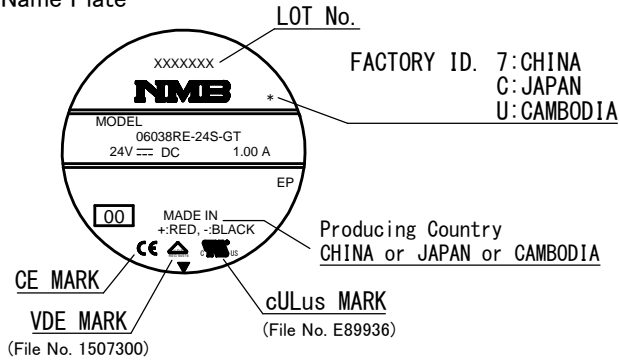 Name Plate
LOT No.
XXXXXXX
NMB
*
FACTORY ID. 7:CHINA
C:JAPAN
U:CAMBODIA
MODEL
06038RE-24S-GT
24V ⎓ DC 1.00 A
EP
00
MADE IN
+:RED, -:BLACK
CE
C US
Producing Country
CHINA or JAPAN or CAMBODIA
CE MARK
VDE MARK
(File No. 1507300)
cULus MARK
(File No. E89936)